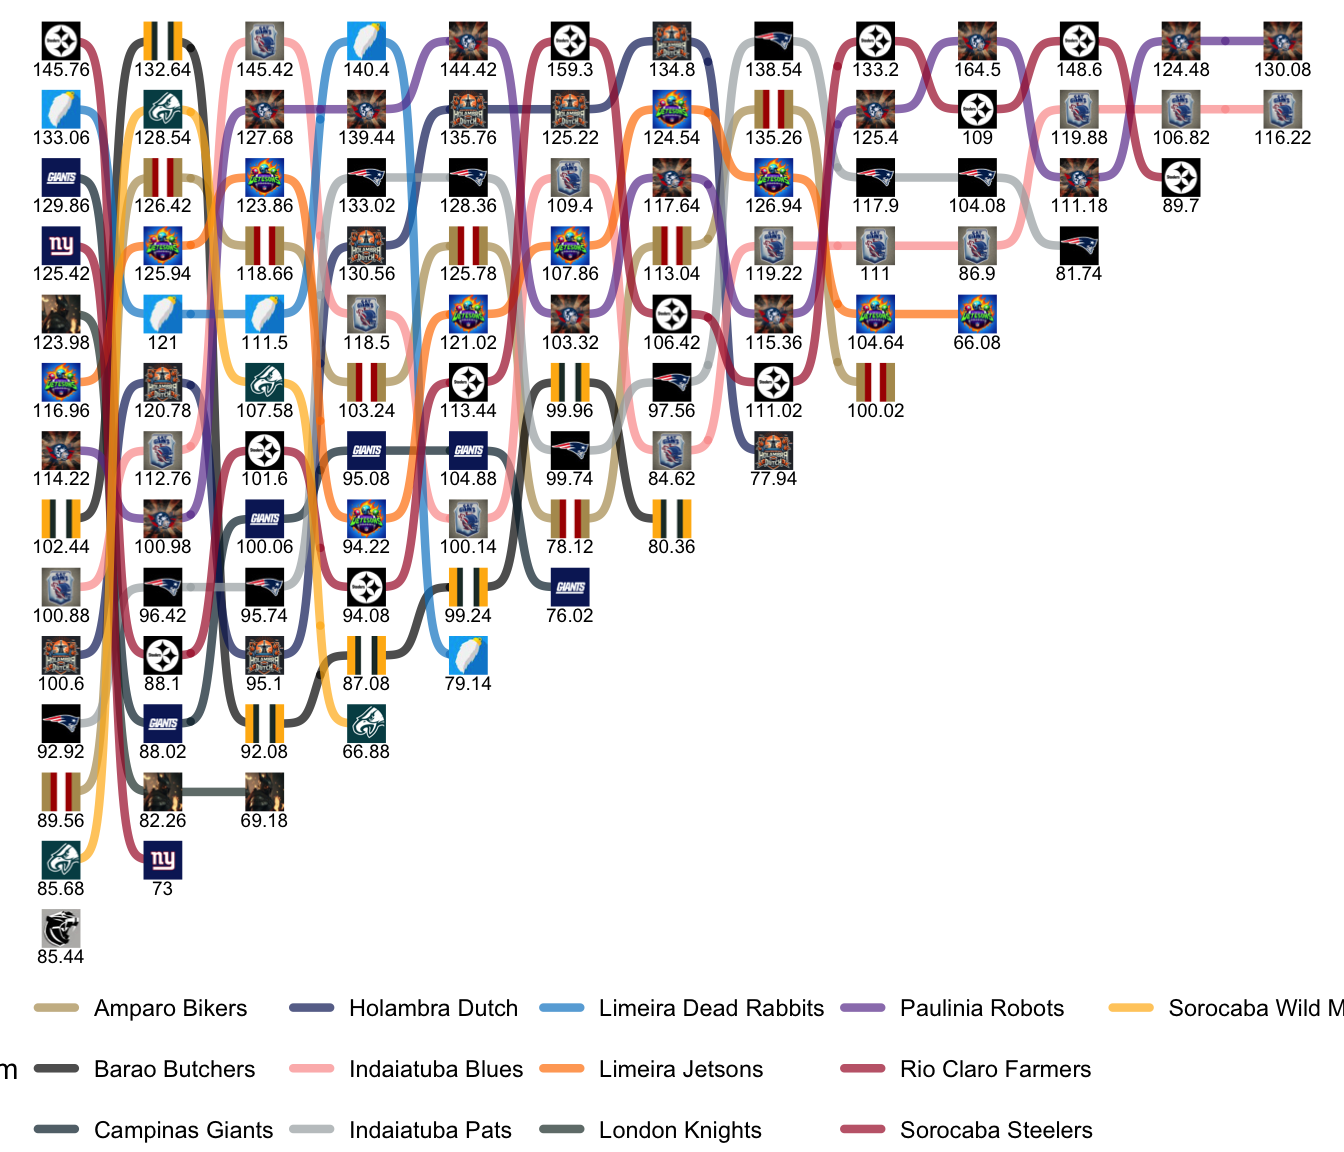 145.76 132.64 145.42 140.4 144.42 159.3 134.8 138.54 133.2 164.5 148.6 124.48 130.08
133.06 128.54 127.68 139.44 135.76 125.22 124.54 135.26 125.4 109 119.88 106.82 116.22
GIANTS
129.86 126.42 123.86 133.02 128.36 109.4 117.64 126.94 117.9 104.08 111.18 89.7
ny
125.42 125.94 118.66 130.56 125.78 107.86 113.04 119.22 111 86.9 81.74
123.98 121 111.5 118.5 121.02 103.32 106.42 115.36 104.64 66.08
116.96 120.78 107.58 103.24 113.44 99.96 97.56 111.02 100.02
GIANTS GIANTS
114.22 112.76 101.6 95.08 104.88 99.74 84.62 77.94
GIANTS
102.44 100.98 100.06 94.22 100.14 78.12 80.36
GIANTS
100.88 96.42 95.74 94.08 99.24 76.02
100.6 88.1 95.1 87.08 79.14
GIANTS
92.92 88.02 92.08 66.88
89.56 82.26 69.18
ny
85.68 73
85.44
Amparo Bikers Holambra Dutch Limeira Dead Rabbits Paulinia Robots Sorocaba Wild M
m Barao Butchers Indaiatuba Blues Limeira Jetsons Rio Claro Farmers
Campinas Giants Indaiatuba Pats London Knights Sorocaba Steelers